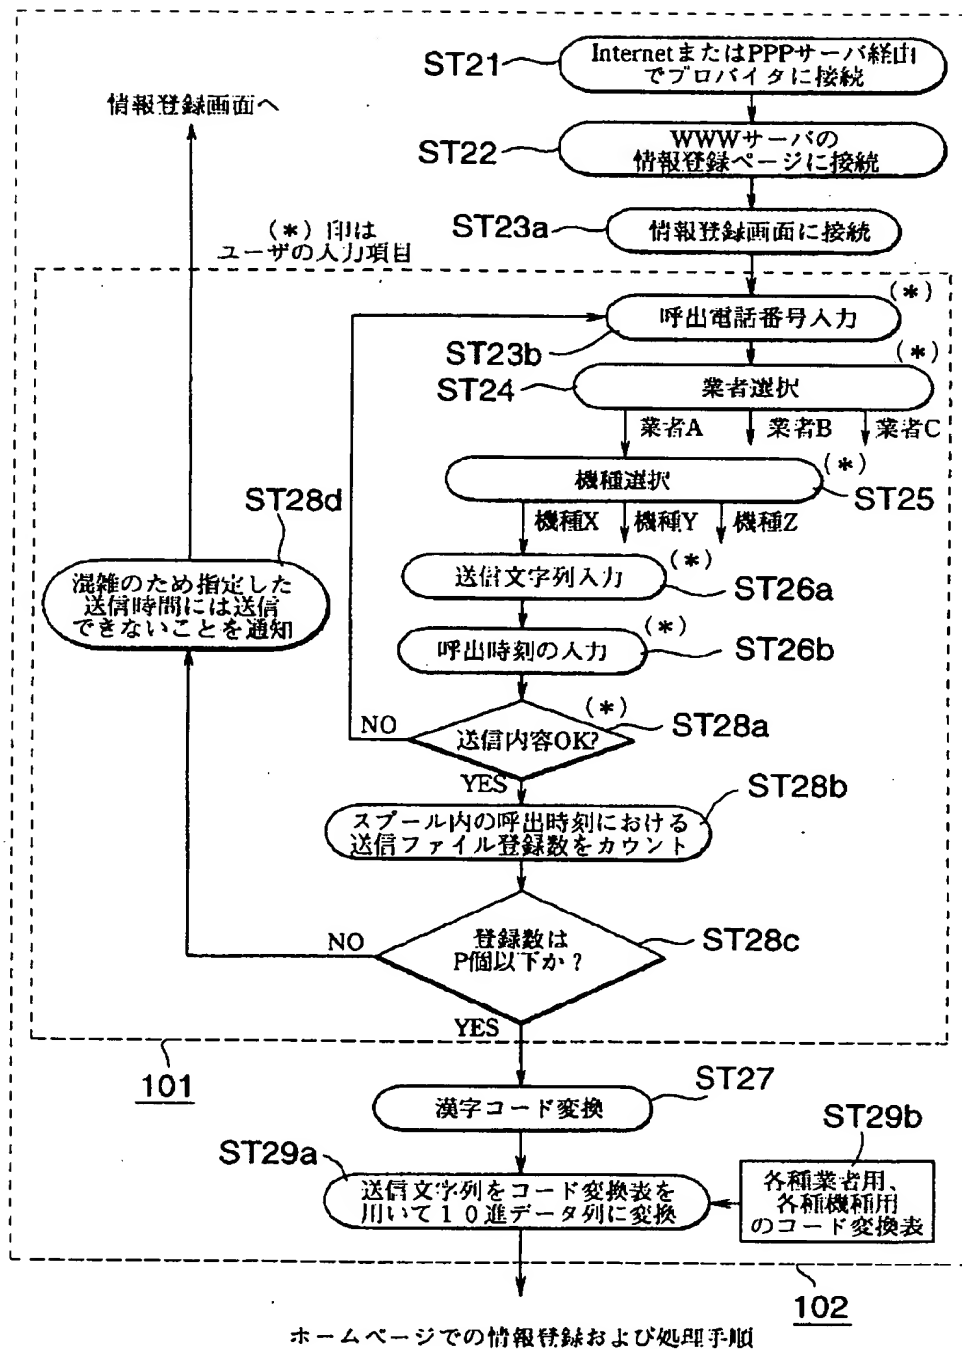 ST21
InternetまたはPPPサーバ経由
でプロバイダに接続
情報登録画面へ
ST22
WWWサーバの
情報登録ページに接続
ST23a
情報登録画面に接続
(*) 印は
ユーザの入力項目
(*)
呼出電話番号入力
ST23b
(*)
ST24
業者選択
業者A
業者B
業者C
(*)
機種選択
ST25
機種X
機種Y
機種Z
ST28d
混雑のため指定した
送信時間には送信
できないことを通知
(*)
送信文字列入力
ST26a
(*)
呼出時刻の入力
ST26b
(*)
NO
送信内容OK?
ST28a
YES
ST28b
スプール内の呼出時刻における
送信ファイル登録数をカウント
NO
登録数は
P個以下か?
ST28c
YES
101
ST27
漢字コード変換
ST29a
ST29b
送信文字列をコード変換表を
用いて10進データ列に変換
各種業者用、
各種機種用
のコード変換表
102
ホームページでの情報登録および処理手順